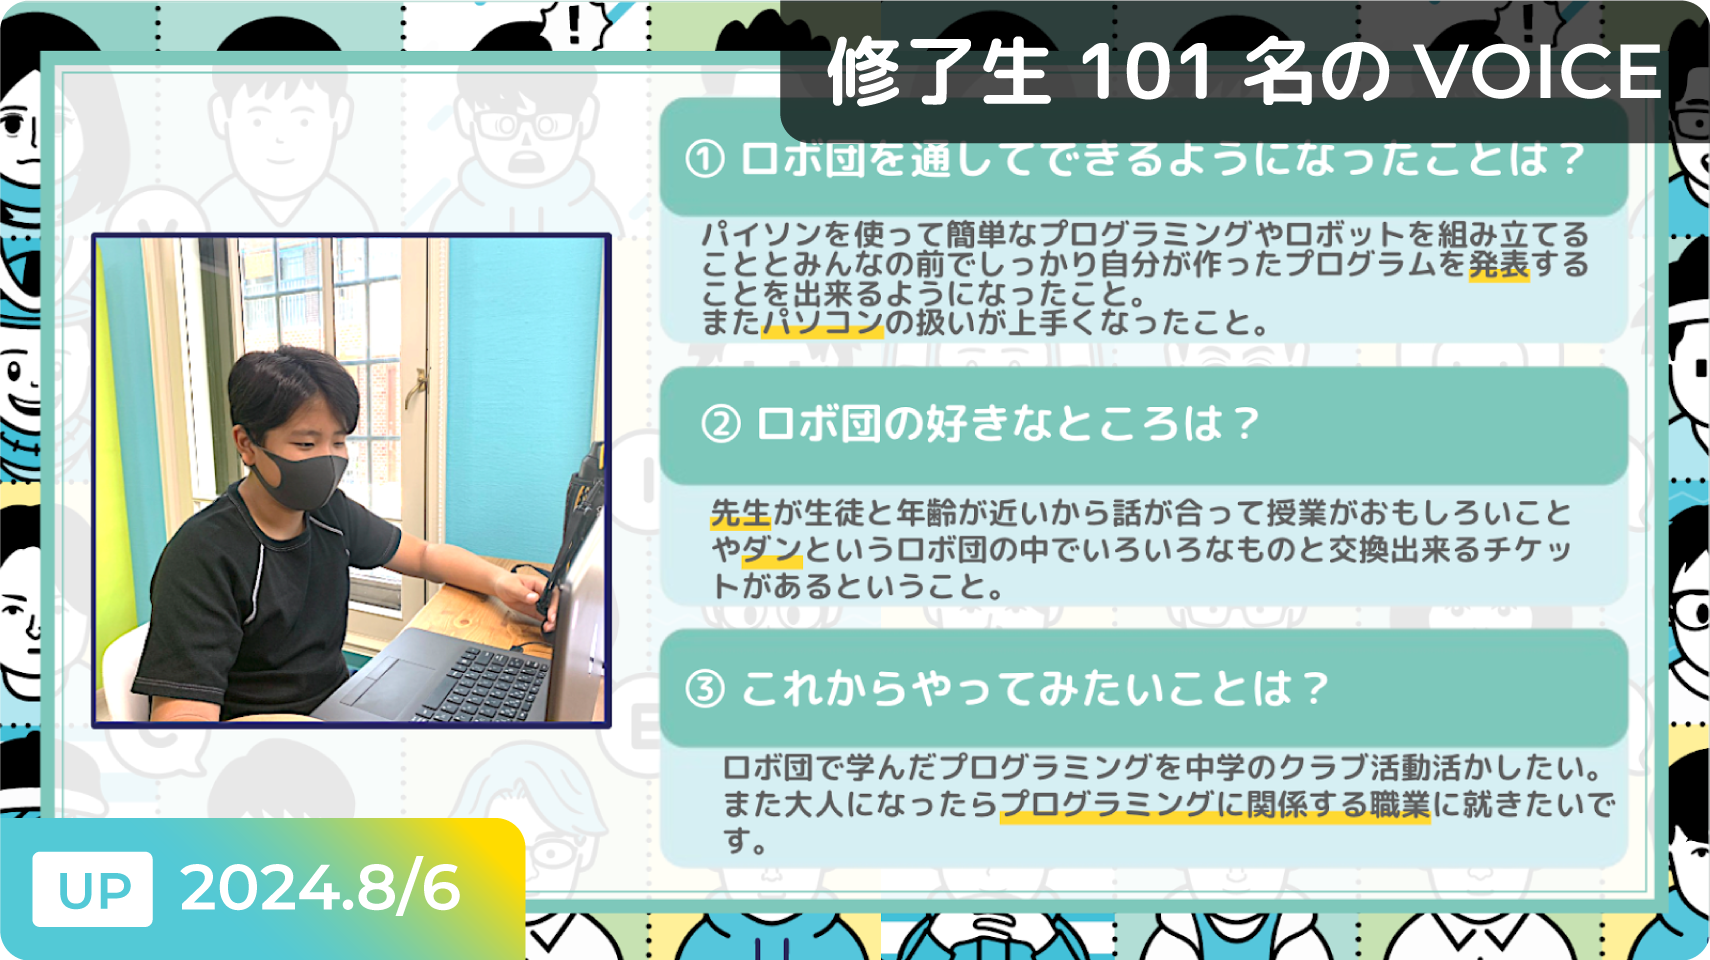 修了生 101 名の VOICE
① ロボ団を通してできるようになったことは？
パイソンを使って簡単なプログラミングやロボットを組み立てる
こととみんなの前でしっかり自分が作ったプログラムを発表する
ことを出来るようになったこと。
またパソコンの扱いが上手くなったこと。
② ロボ団の好きなところは？
先生が生徒と年齢が近いから話が合って授業がおもしろいこと
やダンというロボ団の中でいろいろなものと交換出来るチケッ
トがあるということ。
③ これからやってみたいことは？
ロボ団で学んだプログラミングを中学のクラブ活動活かしたい。
また大人になったらプログラミングに関係する職業に就きたいで
す。
UP 2024.8/6